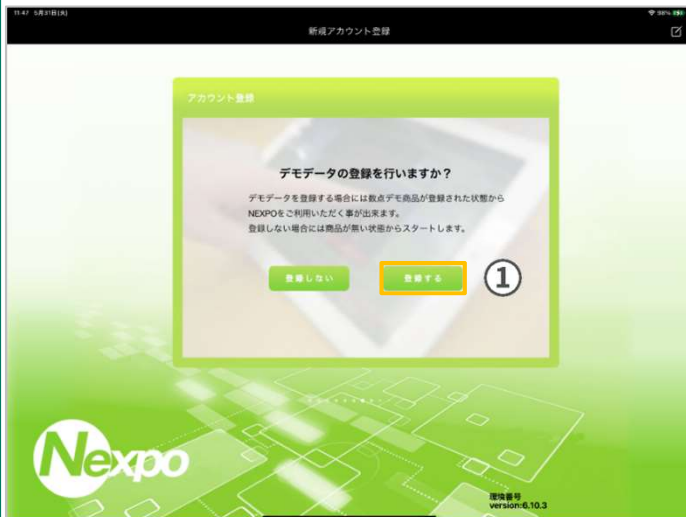 11:47 5月31日(火)
98%
新規アカウント登録
アカウント登録
デモデータの登録を行いますか？
デモデータを登録する場合には数点デモ商品が登録された状態から
NEXPOをご利用いただく事が出来ます。
登録しない場合には商品が無い状態からスタートします。
登録しない
登録する
①
Nexpo
環境番号
version:6.10.3